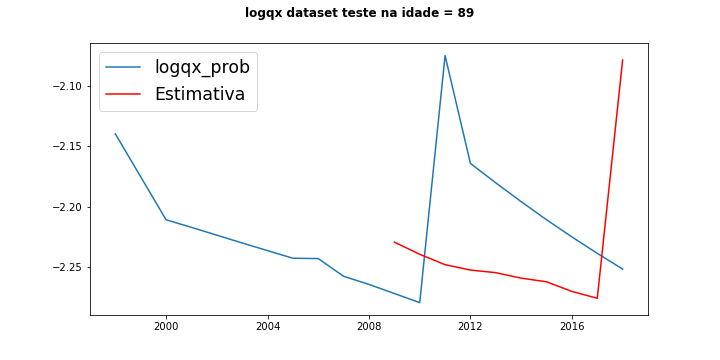 logqx dataset teste na idade = 89
logqx_prob
Estimativa
−2.10
−2.15
−2.20
−2.25
2000 2004 2008 2012 2016